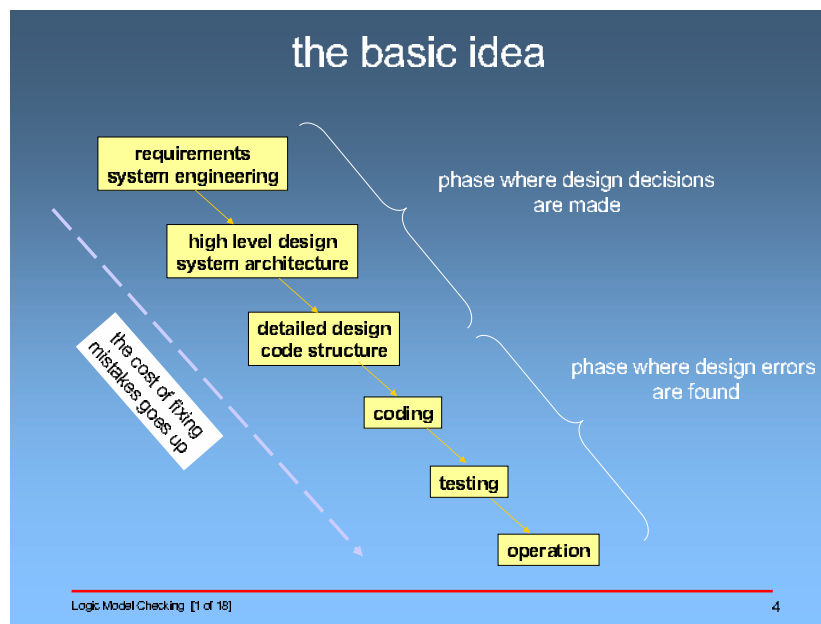 the basic idea
requirements
system engineering
phase where design decisions
are made
high level design
system architecture
detailed design
code structure
the cost of fixing
mistakes goes up
phase where design errors
are found
coding
testing
operation
Logic Model Checking [1 of 18]
4